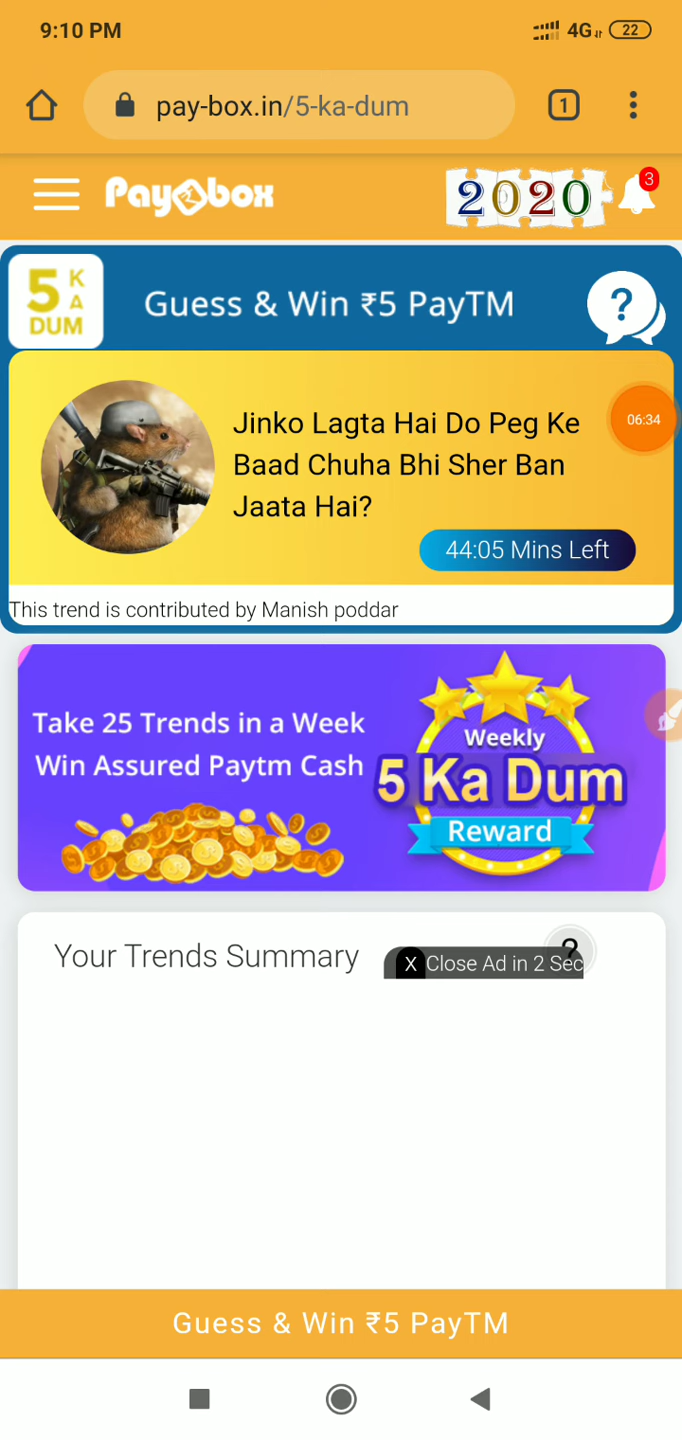 9:10 PM
4G
22
pay-box.in/5-ka-dum
1
Paybox
2020
3
5 KA
DUM
Guess & Win ₹5 PayTM
?
Jinko Lagta Hai Do Peg Ke
Baad Chuha Bhi Sher Ban
Jaata Hai?
06:34
44:05 Mins Left
This trend is contributed by Manish poddar
Take 25 Trends in a Week
Win Assured Paytm Cash
Weekly
5 Ka Dum
Reward
Your Trends Summary
?
X Close Ad in 2 Sec
Guess & Win ₹5 PayTM